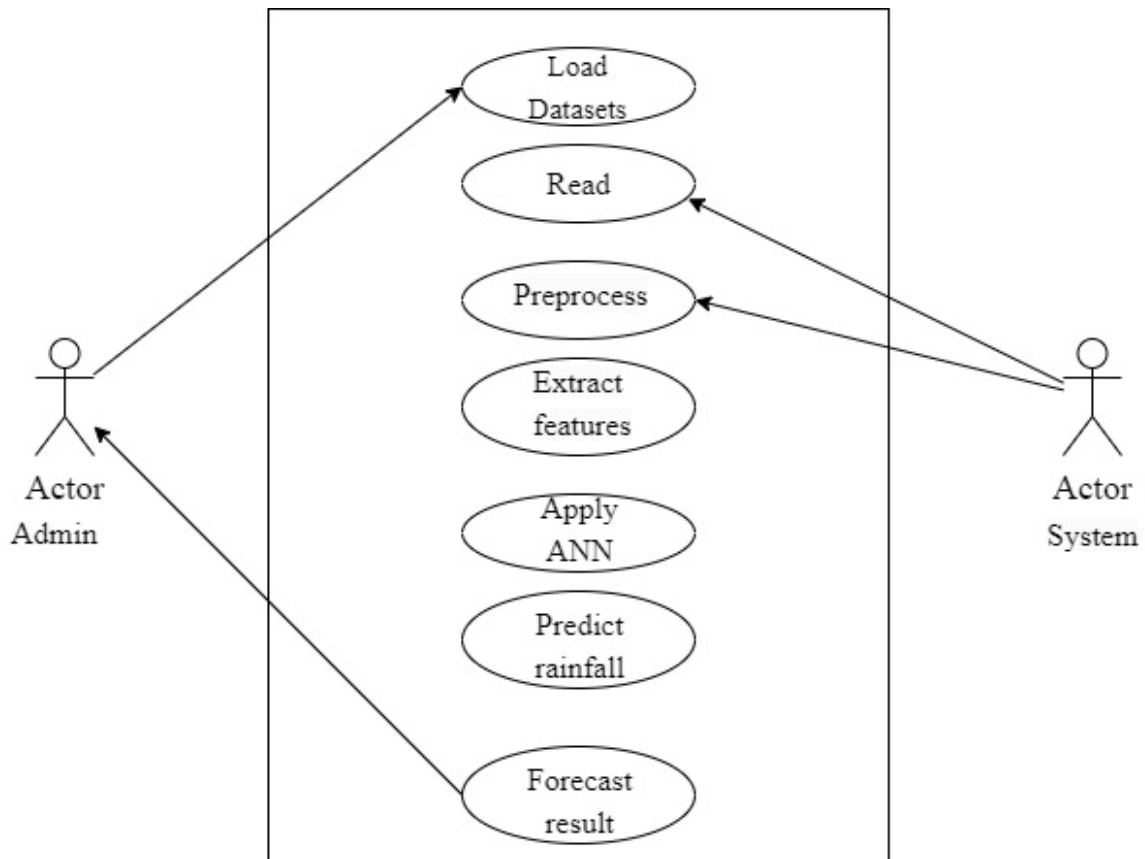 Load
Datasets
Read
Preprocess
Extract
features
Apply
ANN
Predict
rainfall
Forecast
result
Actor
Admin
Actor
System